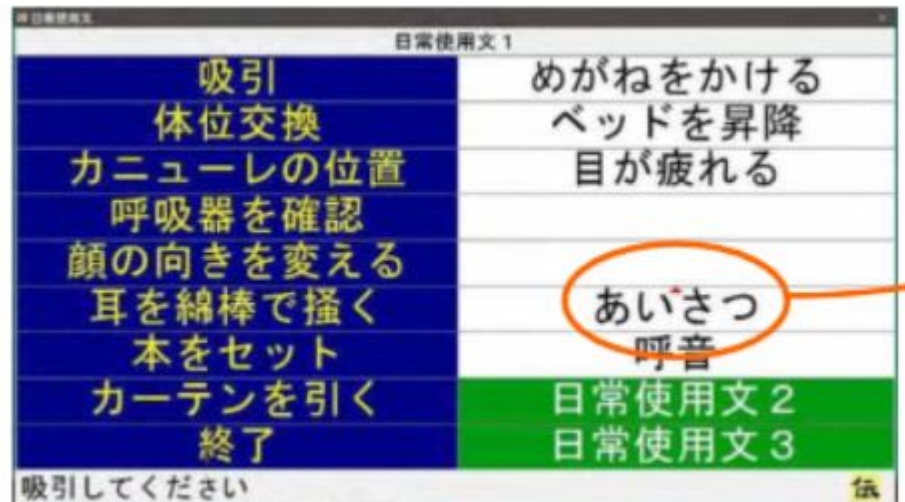 日常使用文
日常使用文1
吸引
体位交換
カニューレの位置
呼吸器を確認
顔の向きを変える
耳を綿棒で掻く
本をセット
カーテンを引く
終了
めがねをかける
ベッドを昇降
目が疲れる
あいさつ
呼音
日常使用文2
日常使用文3
吸引してください
伝